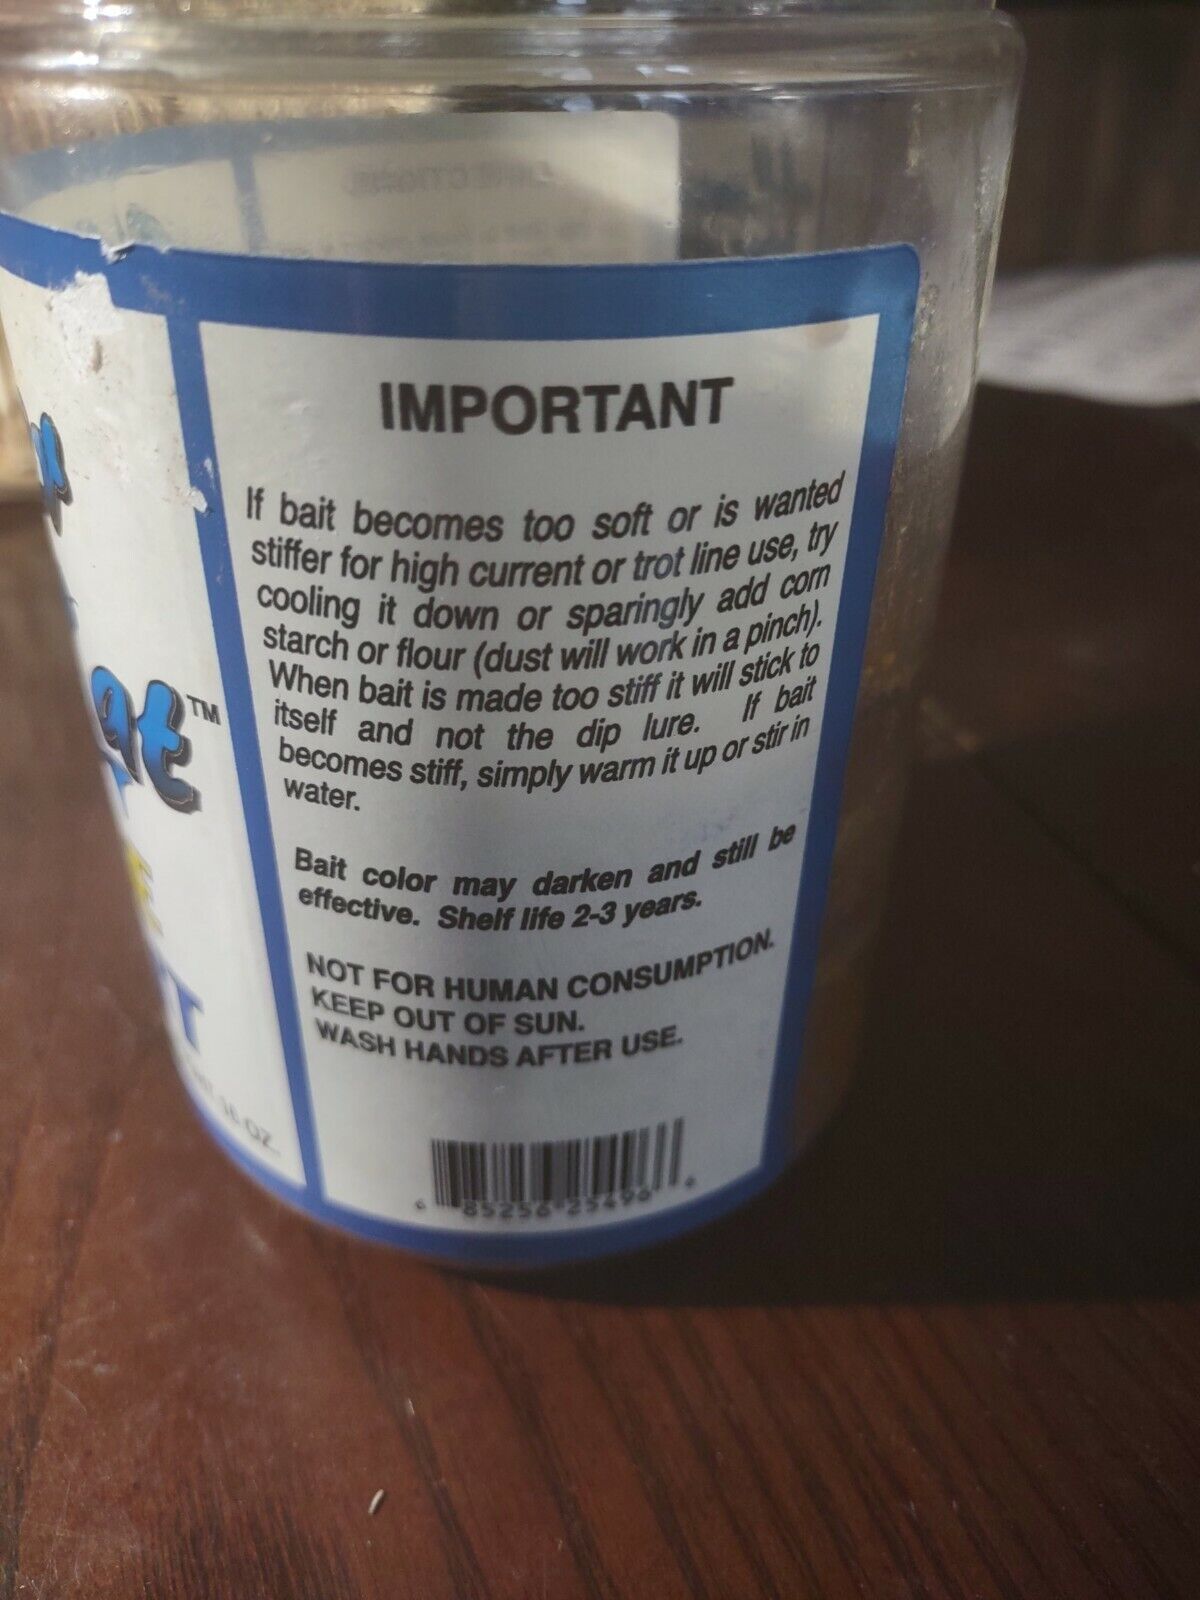 IMPORTANT
If bait becomes too soft or is wanted
stiffer for high current or trot line use, try
cooling it down or sparingly add corn
starch or flour (dust will work in a pinch).
When bait is made too stiff it will stick to
itself and not the dip lure. If bait
becomes stiff, simply warm it up or stir in
water.
Bait color may darken and still be
effective. Shelf life 2-3 years.
NOT FOR HUMAN CONSUMPTION.
KEEP OUT OF SUN.
WASH HANDS AFTER USE.
TM
16 OZ.